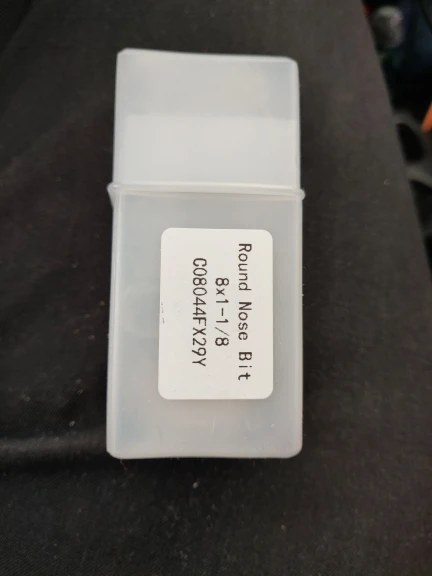 Round Nose Bit
8x1-1/8
C08044FX29Y